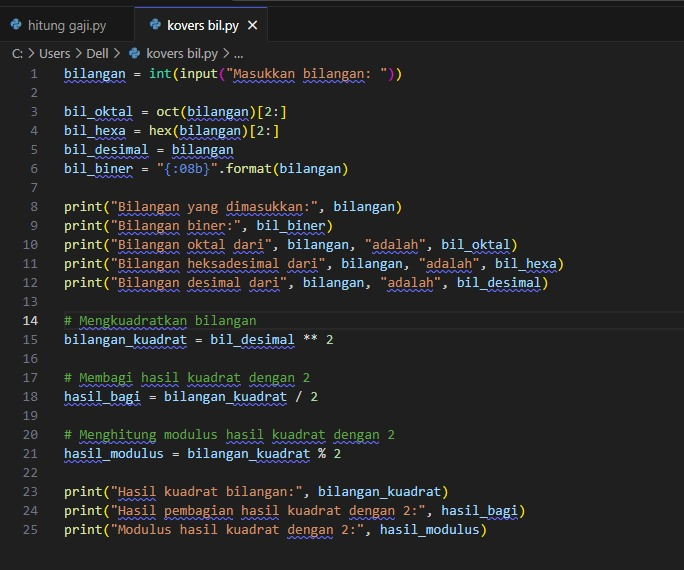 hitung gaji.py kovers bil.py
C: > Users > Dell > kovers bil.py > ...
1 bilangan = int(input("Masukkan bilangan: "))
2
3 bil_oktal = oct(bilangan)[2:]
4 bil_hexa = hex(bilangan)[2:]
5 bil_desimal = bilangan
6 bil_biner = "{:08b}".format(bilangan)
7
8 print("Bilangan yang dimasukkan:", bilangan)
9 print("Bilangan biner:", bil_biner)
10 print("Bilangan oktal dari", bilangan, "adalah", bil_oktal)
11 print("Bilangan heksadesimal dari", bilangan, "adalah", bil_hexa)
12 print("Bilangan desimal dari", bilangan, "adalah", bil_desimal)
13
14 # Mengkuadratkan bilangan
15 bilangan_kuadrat = bil_desimal ** 2
16
17 # Membagi hasil kuadrat dengan 2
18 hasil_bagi = bilangan_kuadrat / 2
19
20 # Menghitung modulus hasil kuadrat dengan 2
21 hasil_modulus = bilangan_kuadrat % 2
22
23 print("Hasil kuadrat bilangan:", bilangan_kuadrat)
24 print("Hasil pembagian hasil kuadrat dengan 2:", hasil_bagi)
25 print("Modulus hasil kuadrat dengan 2:", hasil_modulus)